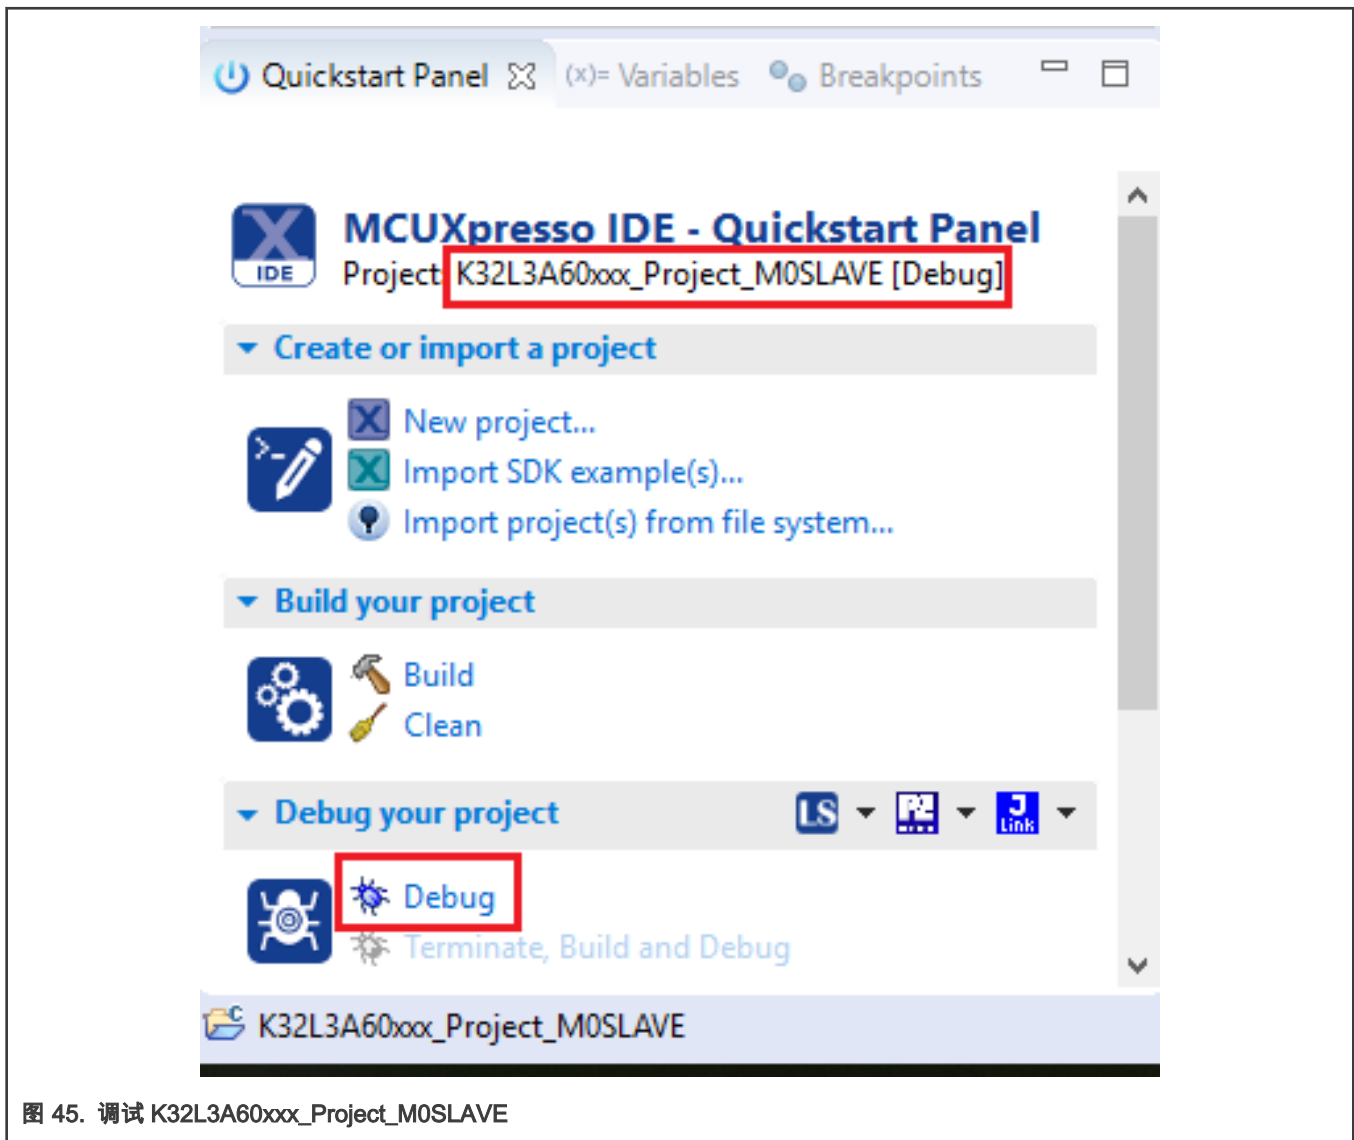 Quickstart Panel (x)= Variables Breakpoints
MCUXpresso IDE - Quickstart Panel
IDE
Project: K32L3A60xxx_Project_M0SLAVE [Debug]
Create or import a project
New project...
Import SDK example(s)...
Import project(s) from file system...
Build your project
Build
Clean
Debug your project LS PE J Link
Debug
Terminate, Build and Debug
K32L3A60xxx_Project_M0SLAVE
图 45. 调试 K32L3A60xxx_Project_M0SLAVE